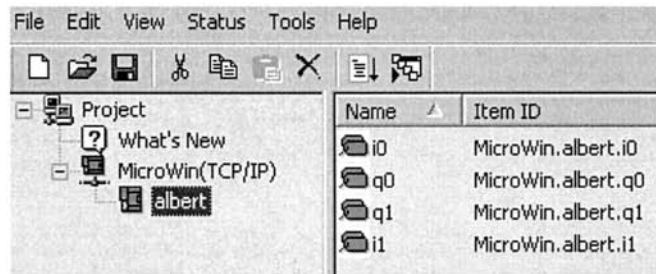 File Edit View Status Tools Help
Project
What's New
MicroWin(TCP/IP)
albert
Name Item ID
i0 MicroWin.albert.i0
q0 MicroWin.albert.q0
q1 MicroWin.albert.q1
i1 MicroWin.albert.i1